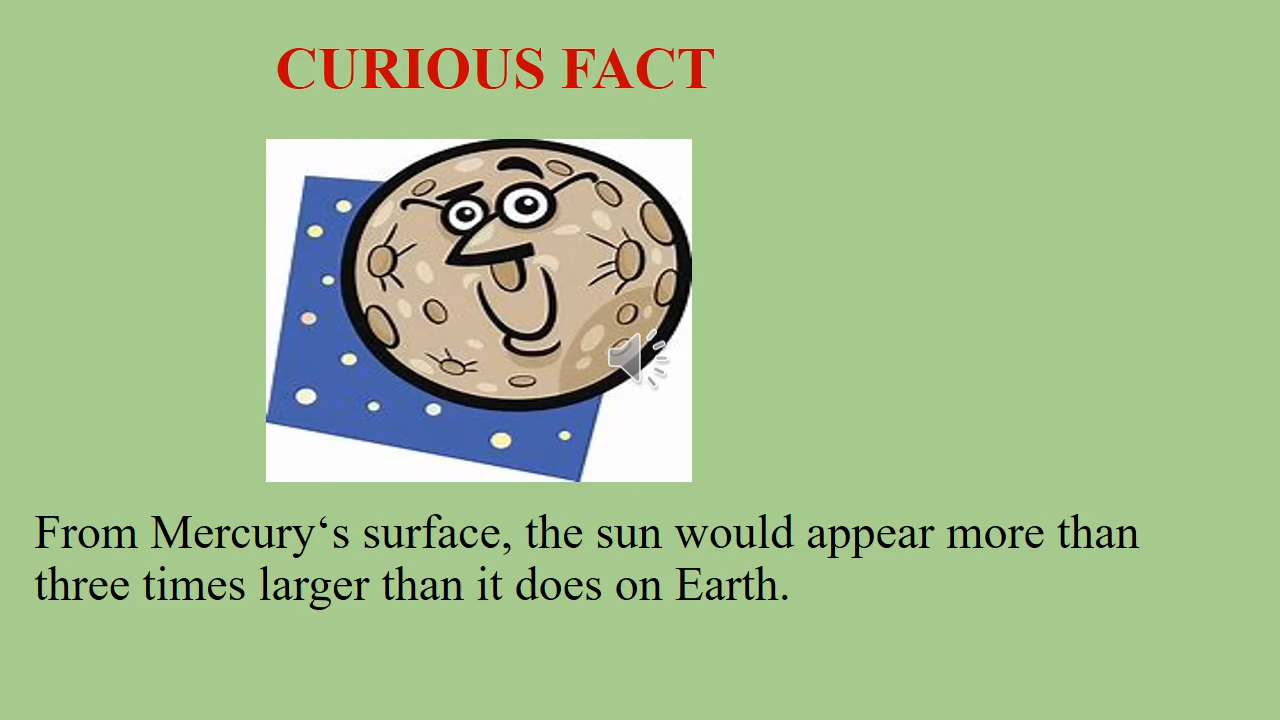 CURIOUS FACT
From Mercury‘s surface, the sun would appear more than
three times larger than it does on Earth.